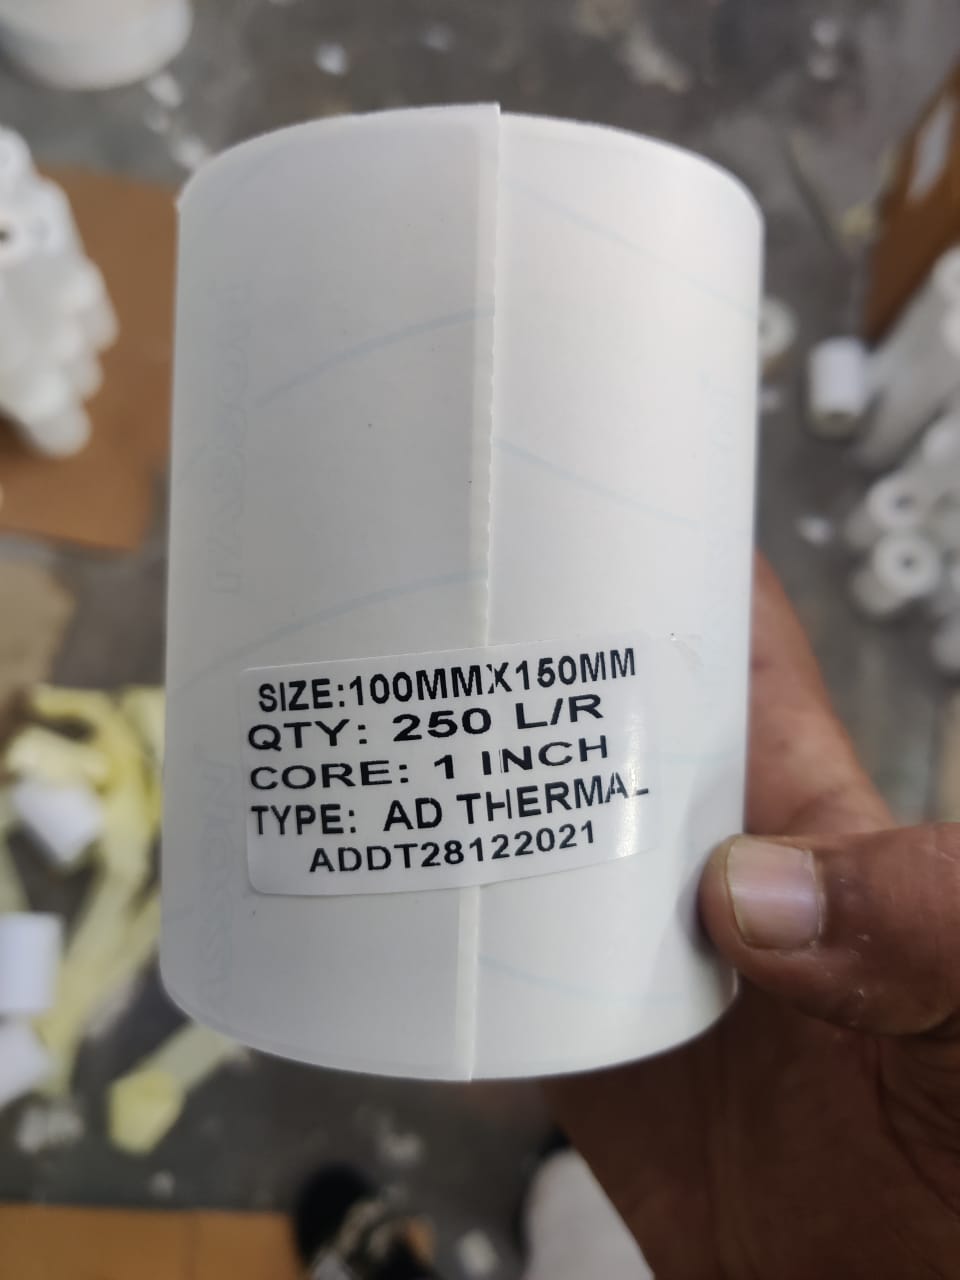 SIZE:100MMX150MM
QTY: 250 L/R
CORE: 1 INCH
TYPE: AD THERMAL
ADDT28122021